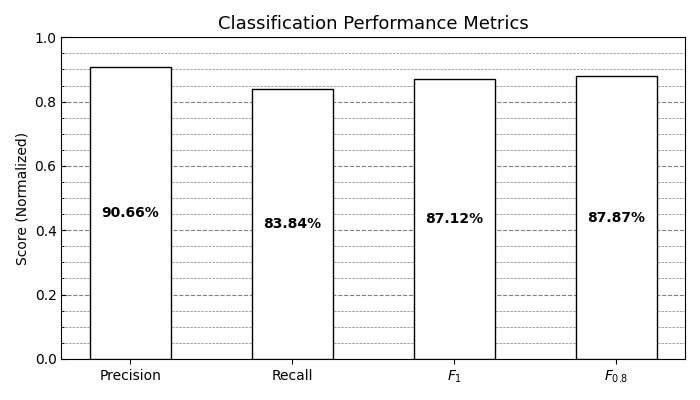 Classification Performance Metrics
Score (Normalized)
1.0
0.8
0.6
0.4
0.2
0.0
90.66%
83.84%
87.12%
87.87%
Precision
Recall
F₁
F₀.₈